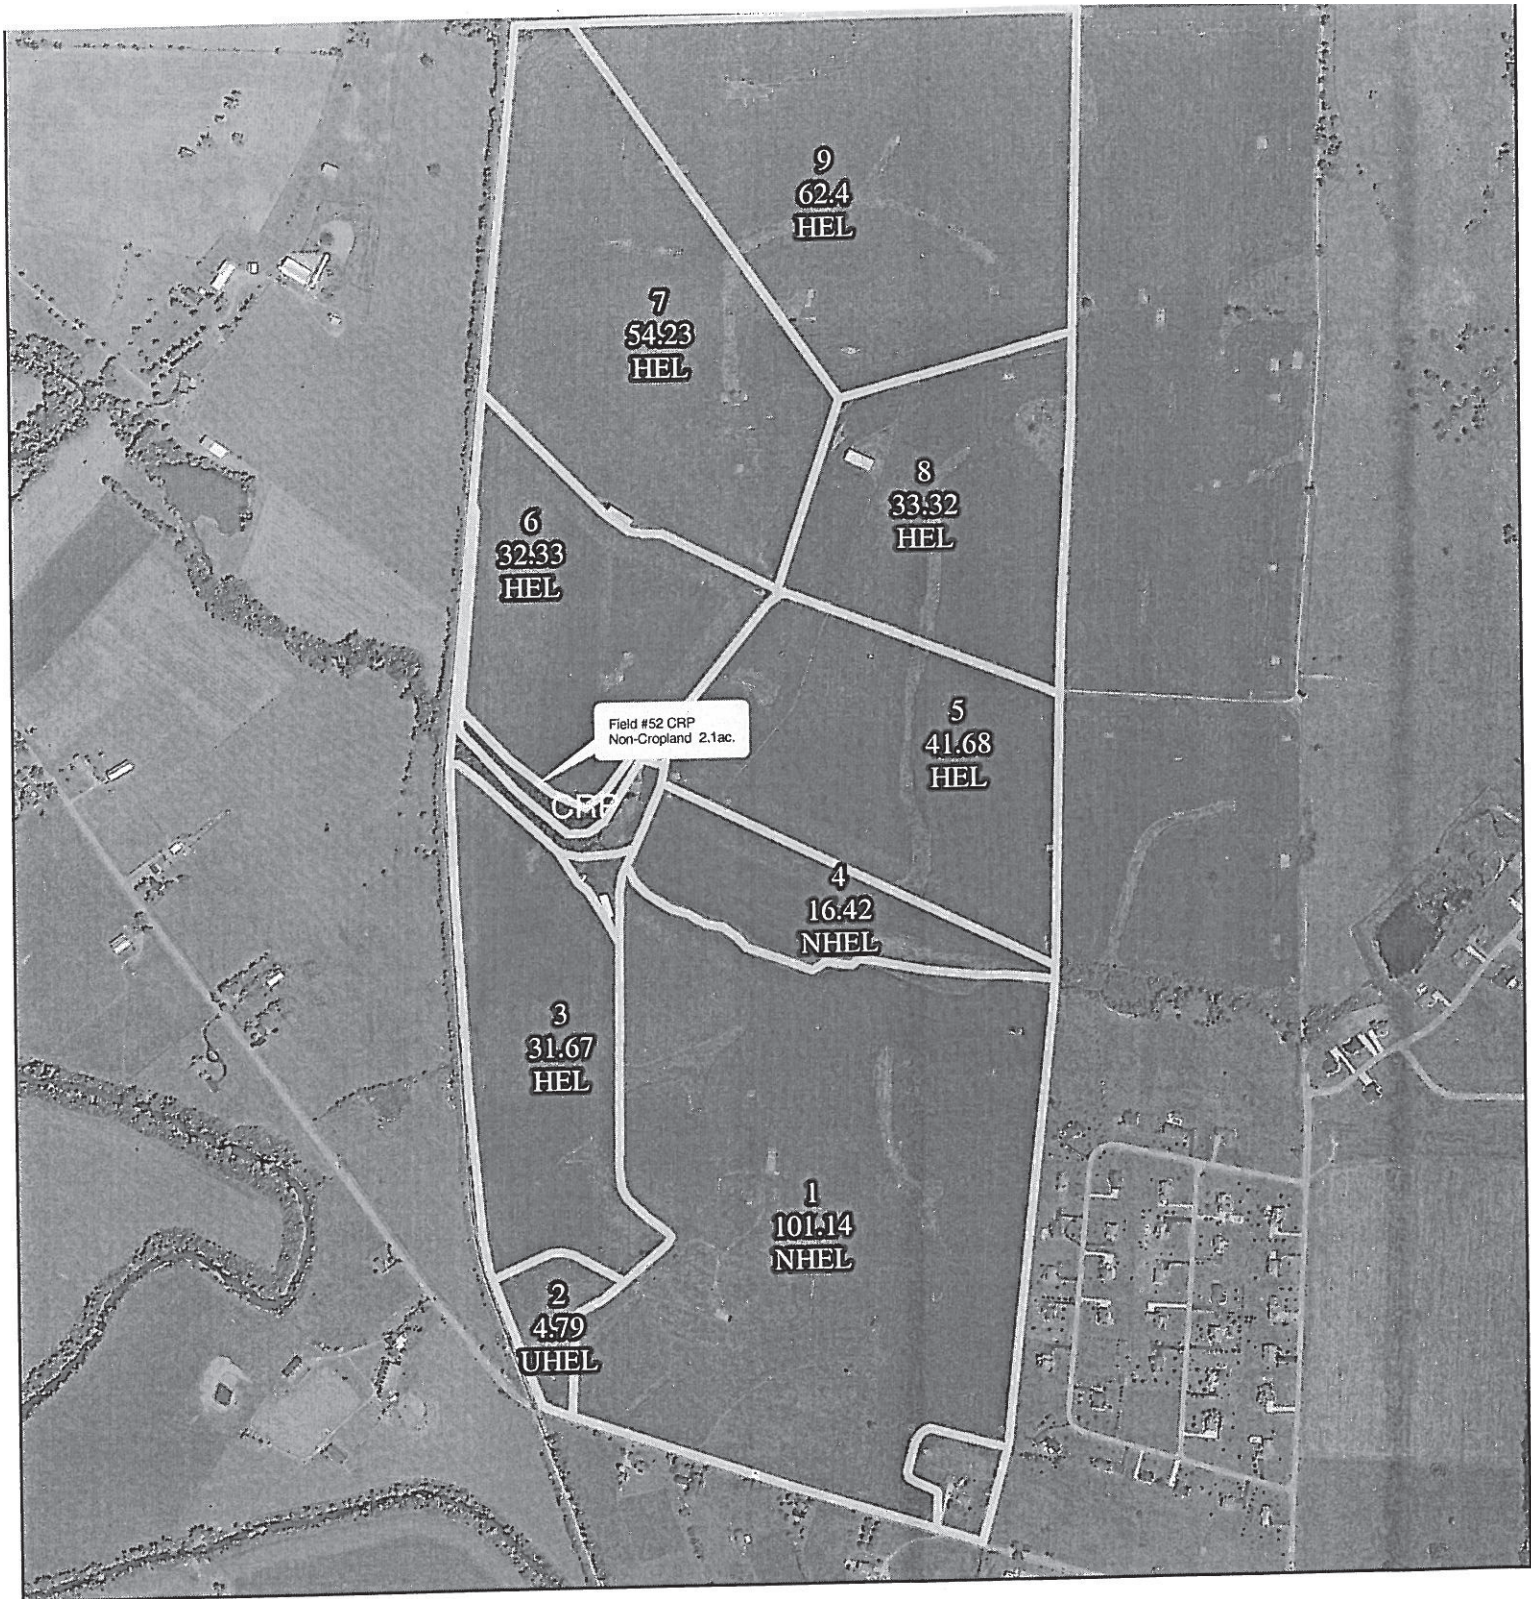 9
62.4
HEL
7
54.23
HEL
8
33.32
HEL
6
32.33
HEL
Field #52 CRP
Non-Cropland 2.1ac.
5
41.68
HEL
CRP
4
16.42
NHEL
3
31.67
HEL
1
101.14
NHEL
2
4.79
UHEL